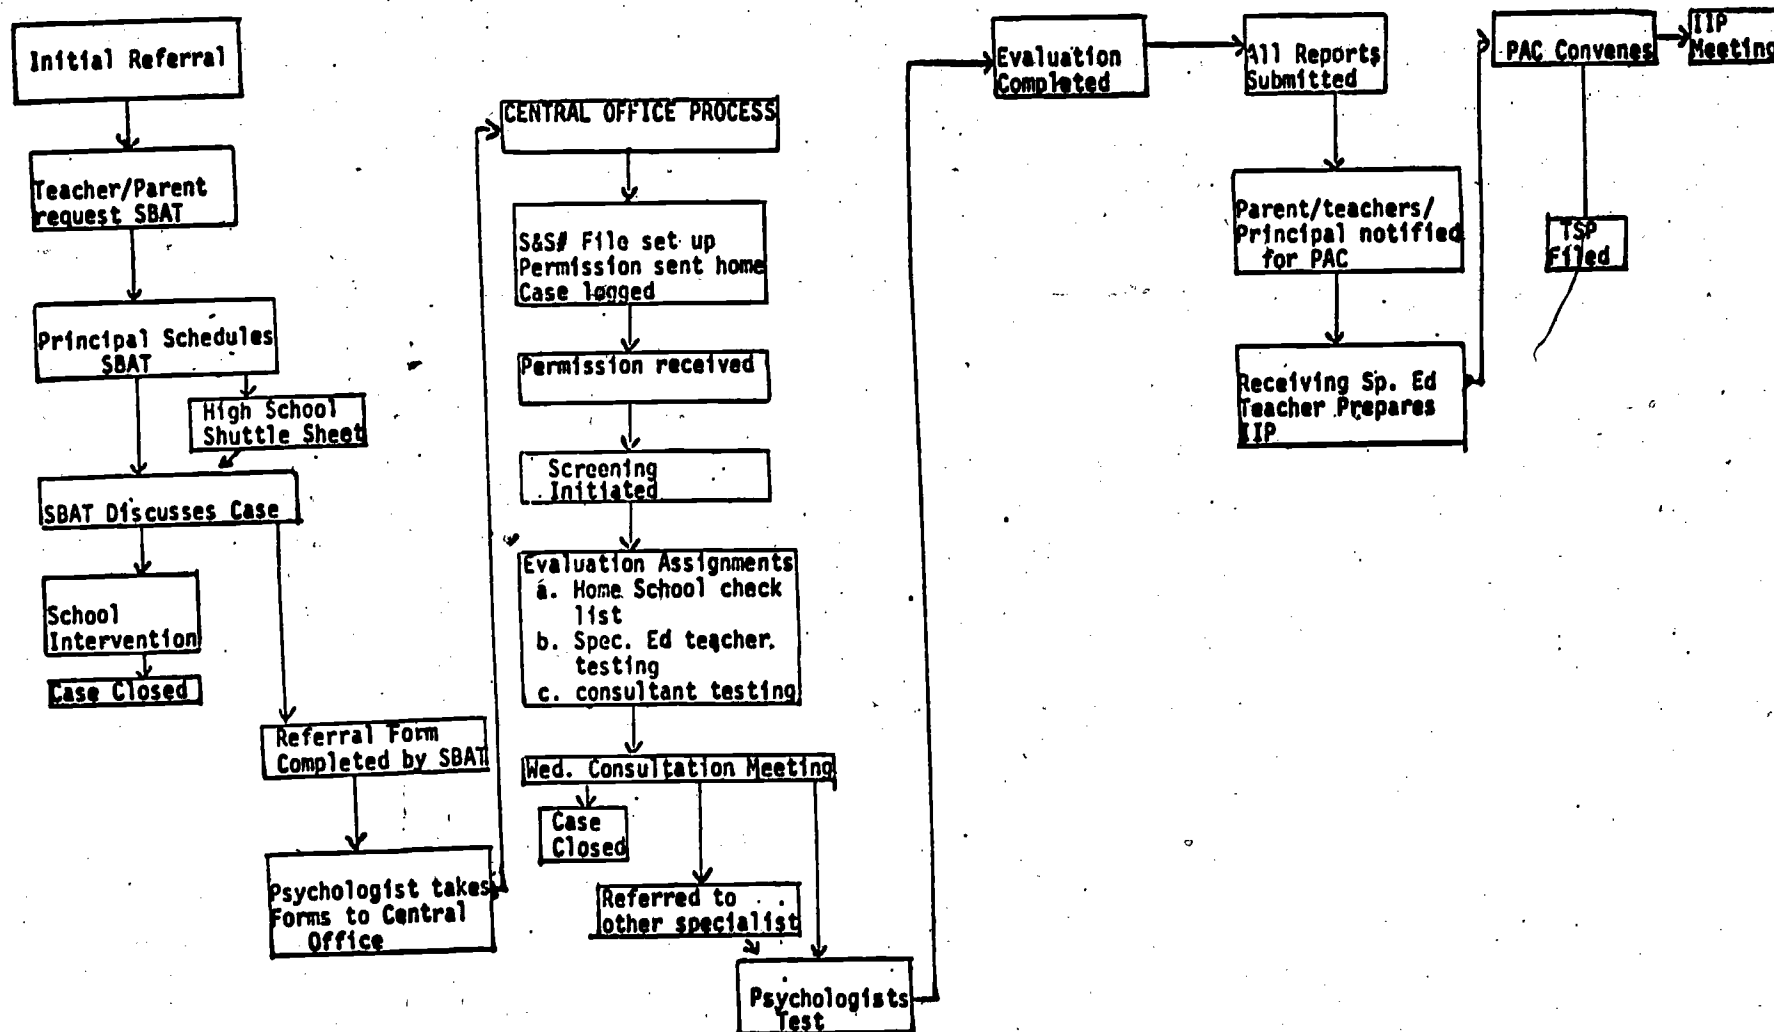 Initial Referral
Teacher/Parent
request SBAT
Principal Schedules
SBAT
High School
Shuttle Sheet
SBAT Discusses Case
School
Intervention
Case Closed
Referral Form
Completed by SBAT
Psychologist takes
Forms to Central
Office
CENTRAL OFFICE PROCESS
S&S# File set up
Permission sent home
Case logged
Permission received
Screening
Initiated
Evaluation Assignments
a. Home School check
list
b. Spec. Ed teacher.
testing
c. consultant testing
Wed. Consultation Meeting
Case
Closed
Referred to
other specialist
Psychologists
Test
Evaluation
Completed
All Reports
Submitted
Parent/teachers/
Principal notified
for PAC
Receiving Sp. Ed
Teacher Prepares
IIP
PAC Convenes
TSP
Filed
IIP
Meeting